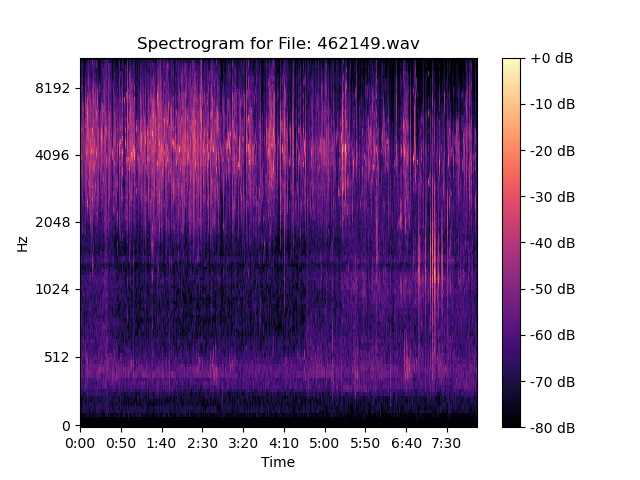 Spectrogram for File: 462149.wav
+0 dB
8192
-10 dB
4096
-20 dB
-30 dB
2048
Hz
-40 dB
1024
-50 dB
512
-60 dB
-70 dB
0
-80 dB
0:00 0:50 1:40 2:30 3:20 4:10 5:00 5:50 6:40 7:30
Time